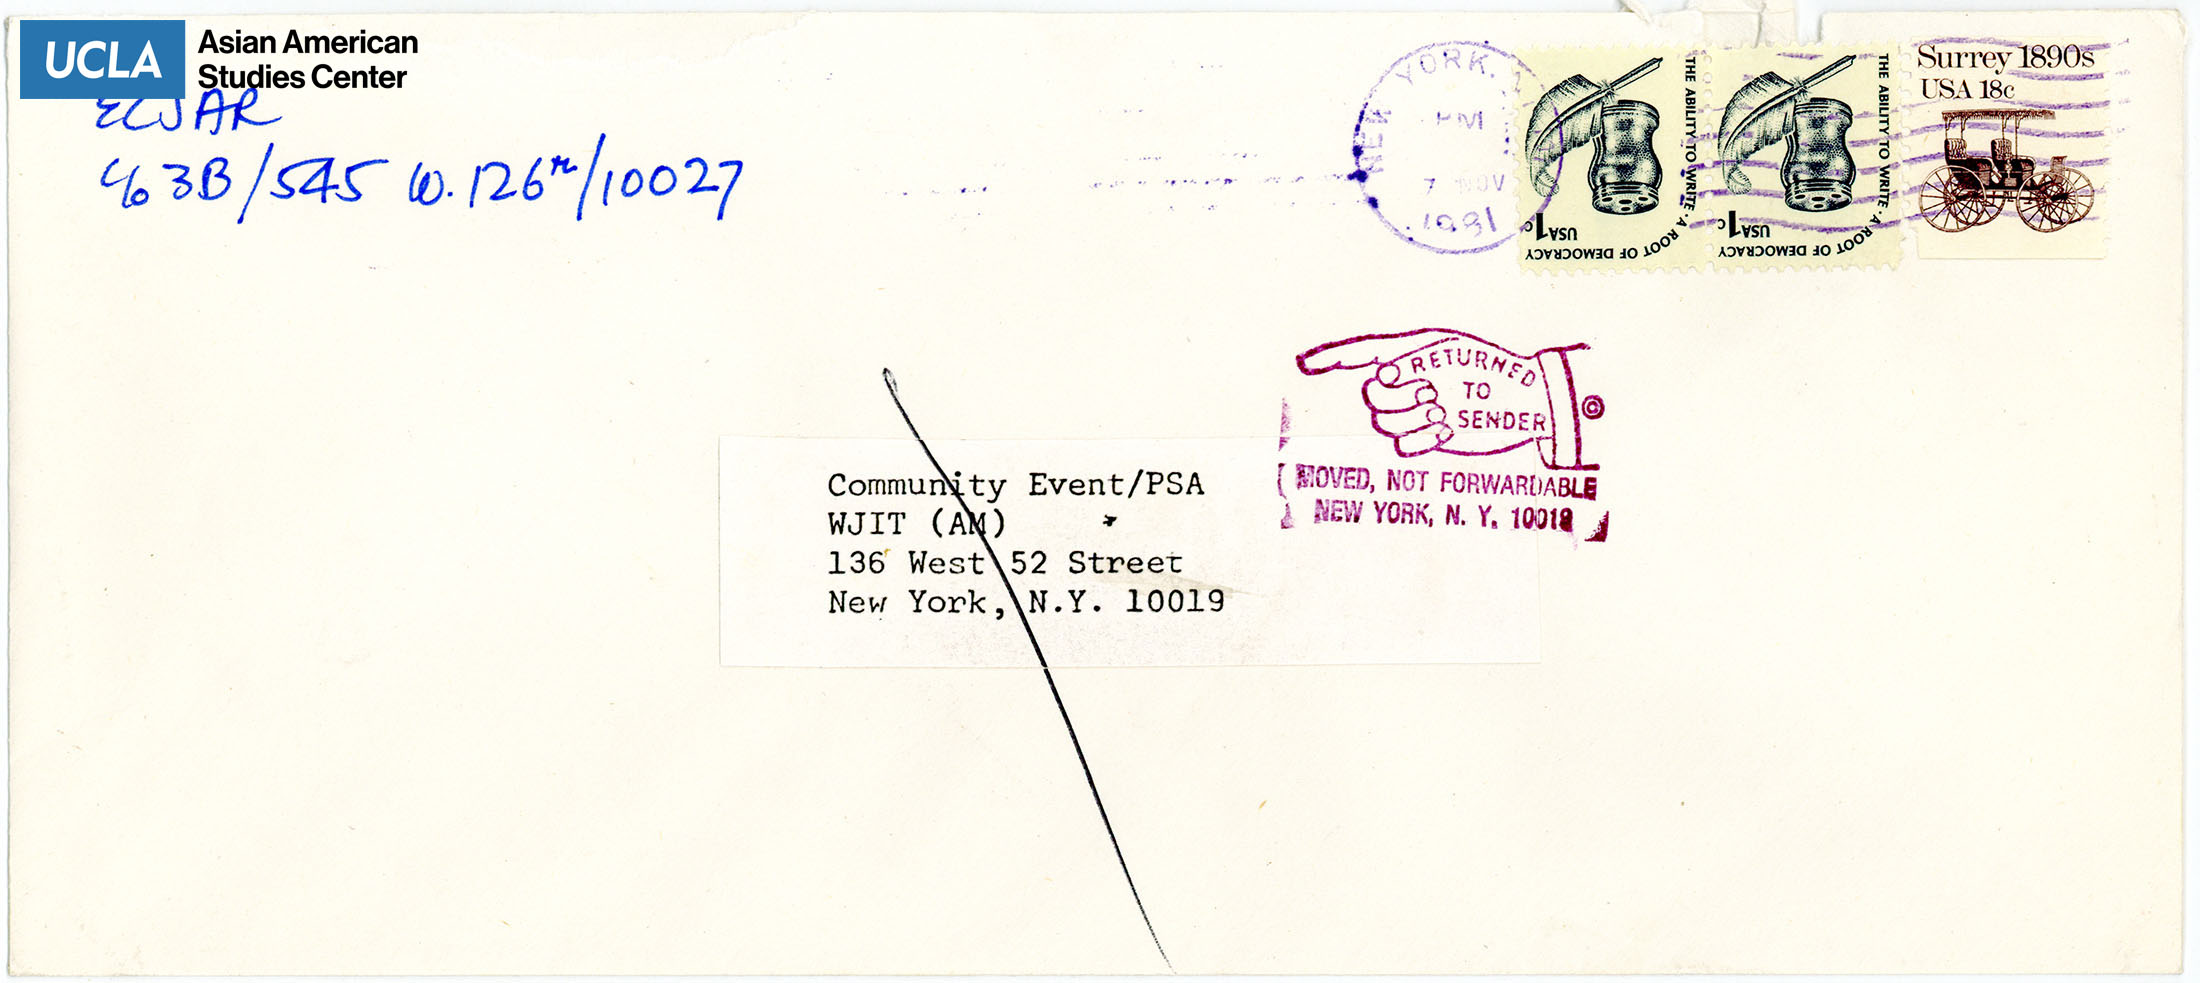 UCLA
Asian American
Studies Center
ECJAR
c/o 3B/545 W. 126th/10027
NEW YORK, N.
PM
7 NOV
1981
THE ABILITY TO WRITE · A ROOT OF DEMOCRACY
USA 1c
THE ABILITY TO WRITE · A ROOT OF DEMOCRACY
USA 1c
Surrey 1890s
USA 18c
RETURNED
TO
SENDER
MOVED, NOT FORWARDABLE
NEW YORK, N. Y. 10019
Community Event/PSA
WJIT (AM)
136 West 52 Street
New York, N.Y. 10019